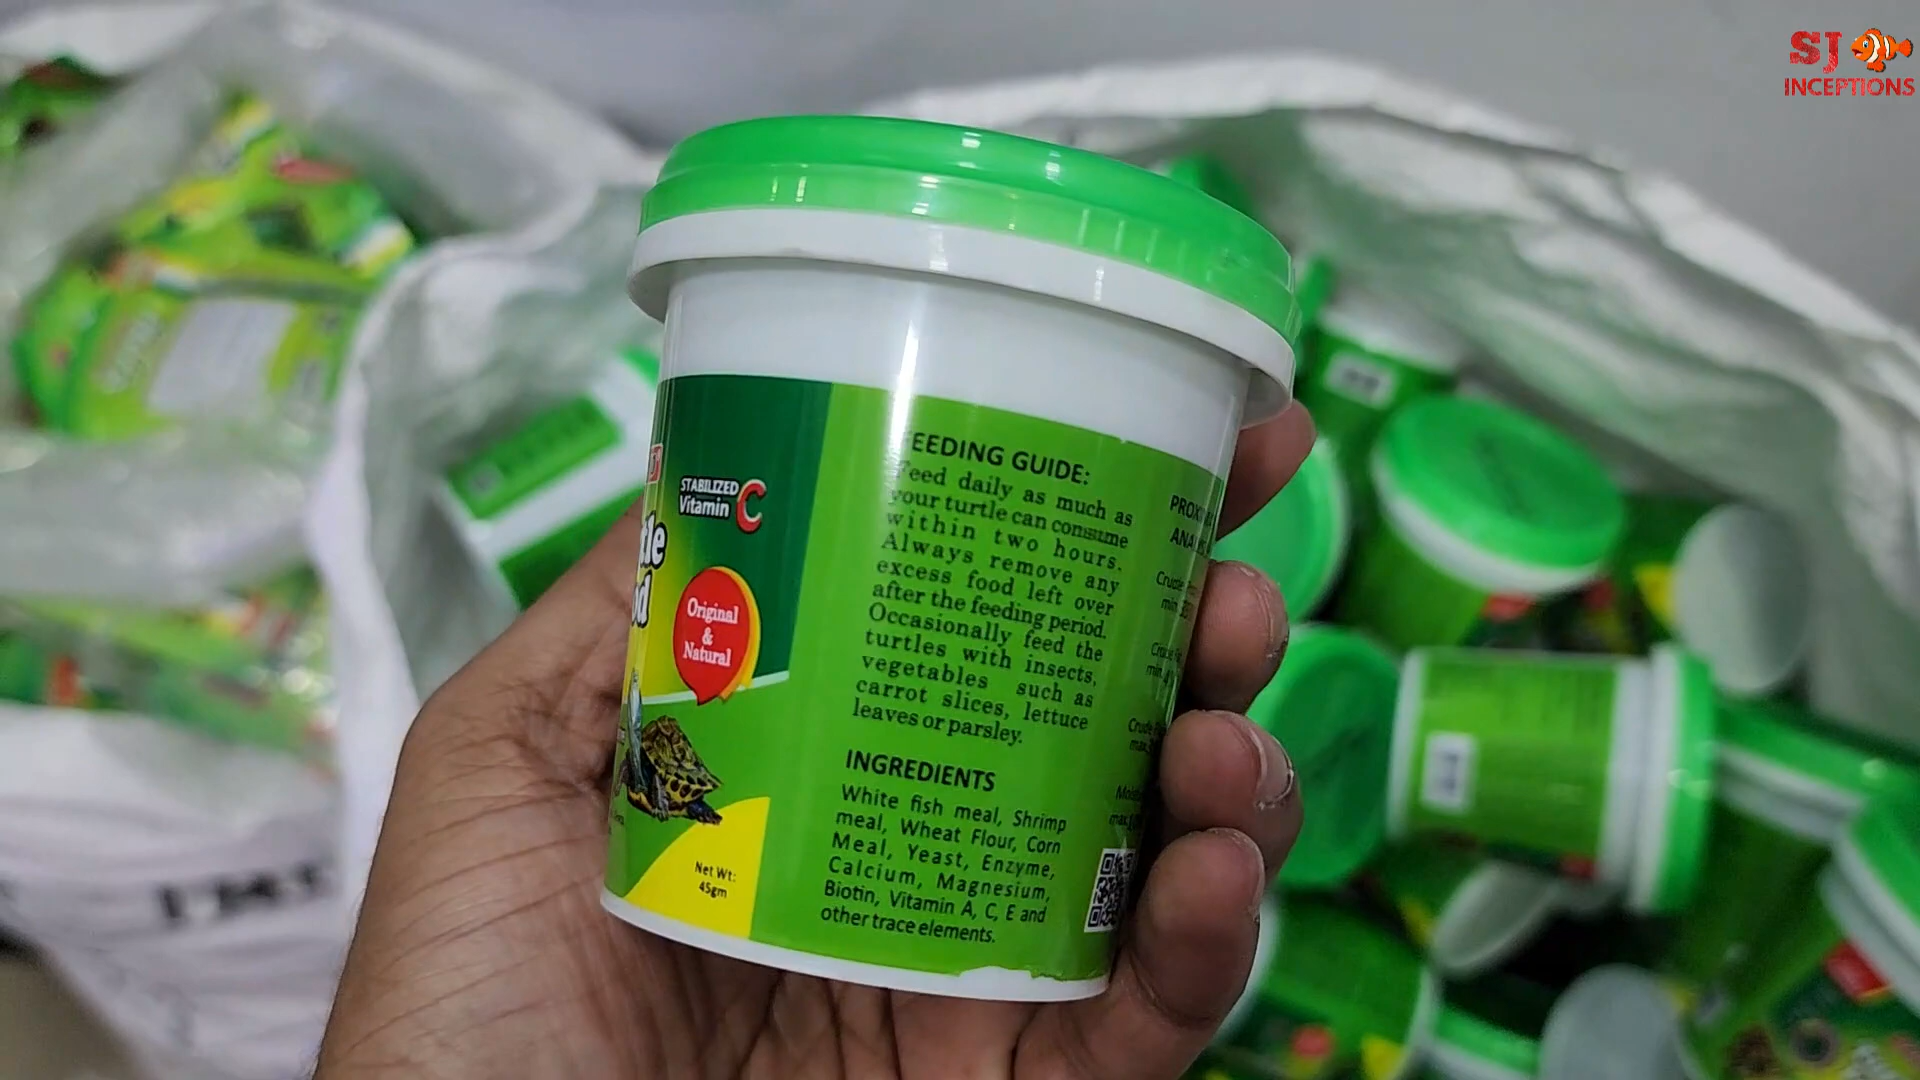 SJ
INCEPTIONS
STABILIZED
Vitamin C
Original
&
Natural
Net Wt:
45gm
FEEDING GUIDE:
Feed daily as much as
your turtle can consume
within two hours.
Always remove any
excess food left over
after the feeding period.
Occasionally feed the
turtles with insects,
vegetables such as
carrot slices, lettuce
leaves or parsley.
INGREDIENTS
White fish meal, Shrimp
meal, Wheat Flour, Corn
Meal, Yeast, Enzyme,
Calcium, Magnesium,
Biotin, Vitamin A, C, E and
other trace elements.